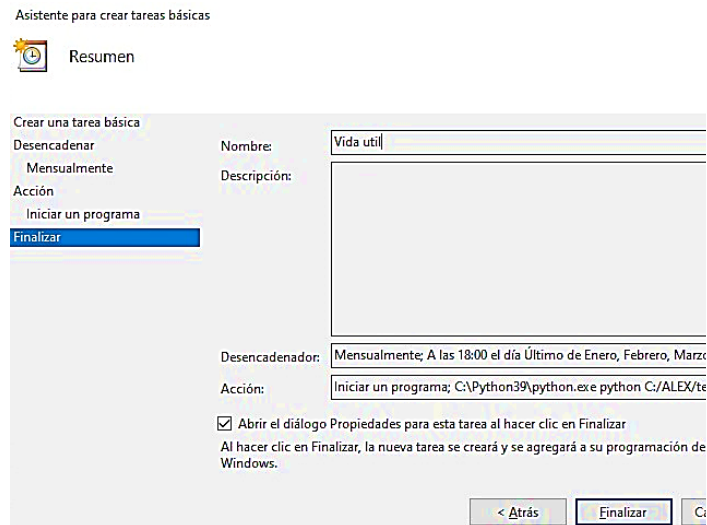 Asistente para crear tareas básicas
Resumen
Crear una tarea básica
Desencadenar
Mensualmente
Acción
Iniciar un programa
Finalizar
Nombre: Vida util
Descripción:
Desencadenador: Mensualmente; A las 18:00 el día Último de Enero, Febrero, Marzo
Acción: Iniciar un programa; C:\Python39\python.exe python C:/ALEX/te
Abrir el diálogo Propiedades para esta tarea al hacer clic en Finalizar
Al hacer clic en Finalizar, la nueva tarea se creará y se agregará a su programación de
Windows.
< Atrás Finalizar Ca